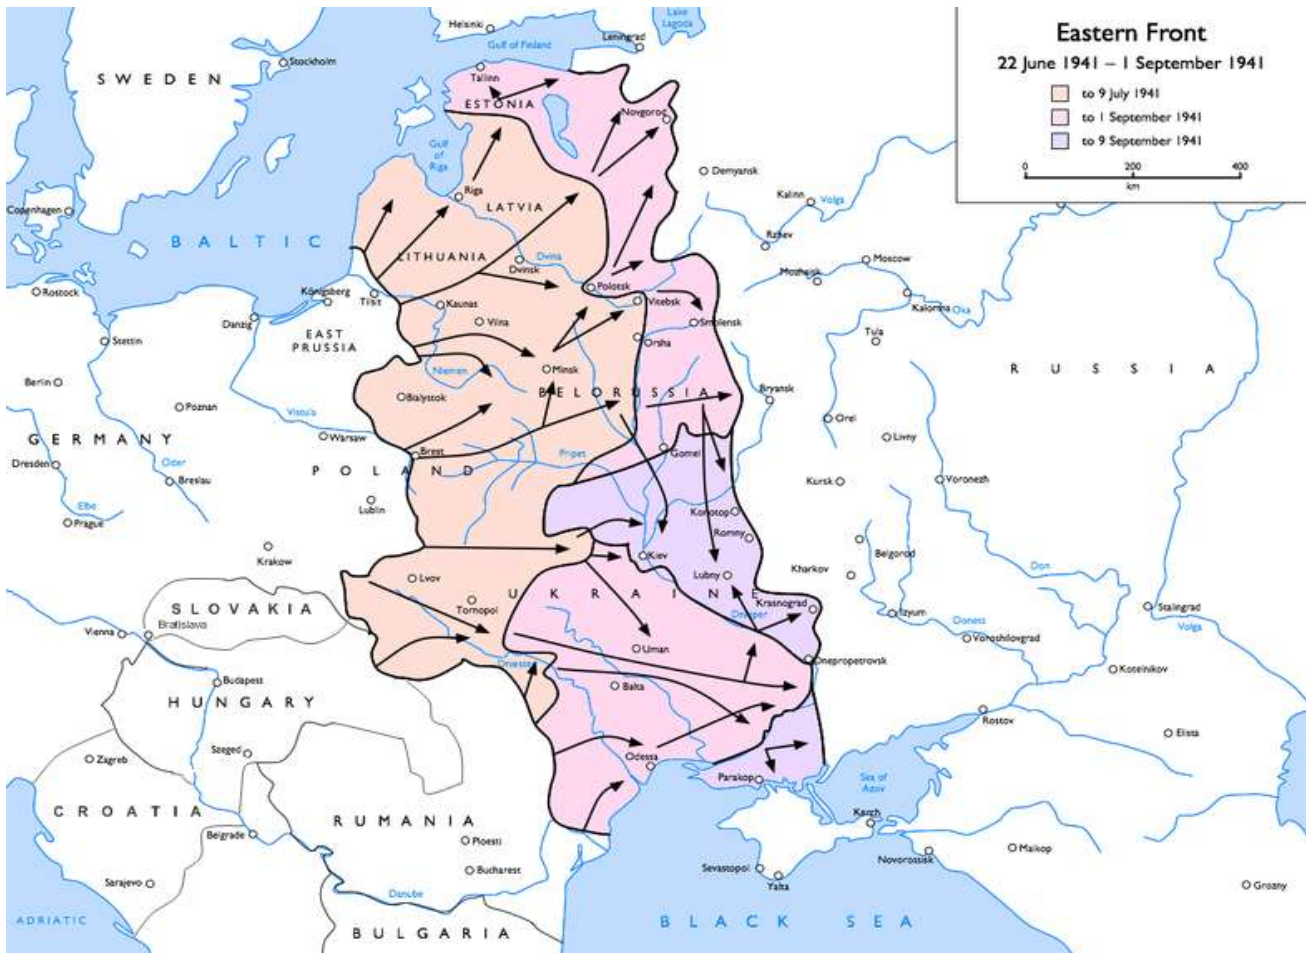 Eastern Front
22 June 1941 – 1 September 1941
to 9 July 1941
to 1 September 1941
to 9 September 1941
0 200 400
km
Helsinki
Lake
Lagoda
Leningrad
Gulf of Finland
Stockholm
SWEDEN
Tallinn
ESTONIA
Novgorod
Gulf
of
Riga
Riga
LATVIA
Demyansk
Kalinn
Volga
Copenhagen
BALTIC
Rzhev
LITHUANIA
Dvina
Dvinsk
Mozheisk
Moscow
Rostock
Königsberg
Tilsit
Polotsk
Kaunas
Vitebsk
Kalomna
Oka
Danzig
Vilna
Smolensk
EAST
PRUSSIA
Stettin
Orsha
Tula
Niemen
Minsk
RUSSIA
Berlin
Bialystok
BELORUSSIA
Bryansk
Poznan
Vistula
Orel
GERMANY
Warsaw
Livny
Brest
Pripet
Gomel
Dresden
Oder
POLAND
Breslau
Kursk
Voronezh
Elbe
Lublin
Prague
Konotop
Romny
Krakow
Kiev
Belgorod
Lvov
Lubny
Kharkov
Don
Tornopol
UKRAINE
SLOVAKIA
Krasnograd
Dneper
Izyum
Stalingrad
Vienna
Bratislava
Donets
Volga
Voroshilovgrad
Uman
Dnester
Dnepropetrovsk
Kotelnikov
Budapest
Balta
HUNGARY
Rostov
Szeged
Elista
Zagreb
Odessa
Parakop
Sea of
Azov
CROATIA
RUMANIA
Kerch
Belgrade
Ploesti
Maikop
Novorossisk
Bucharest
Sevastopol
Yalta
Sarajevo
Grozny
Danube
ADRIATIC
BULGARIA
BLACK SEA